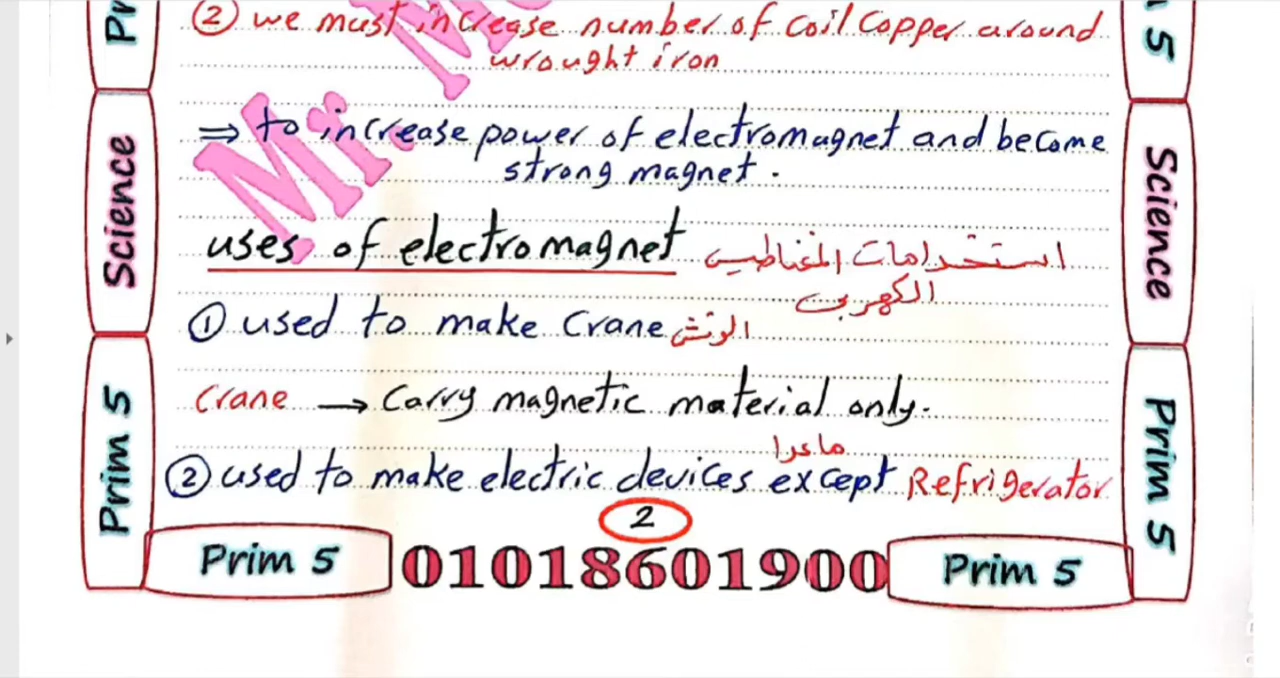 ② we must increase number of coil copper around
wrought iron
⇒ to increase power of electromagnet and become
strong magnet.
uses of electromagnet استخدامات المغناطيس
الكهربى
① used to make crane الونش
crane → carry magnetic material only.
ماعدا
② used to make electric devices except Refrigerator
2
Prim 5 01018601900 Prim 5
Pr
Science
Prim 5
5
Science
Prim 5
Mr